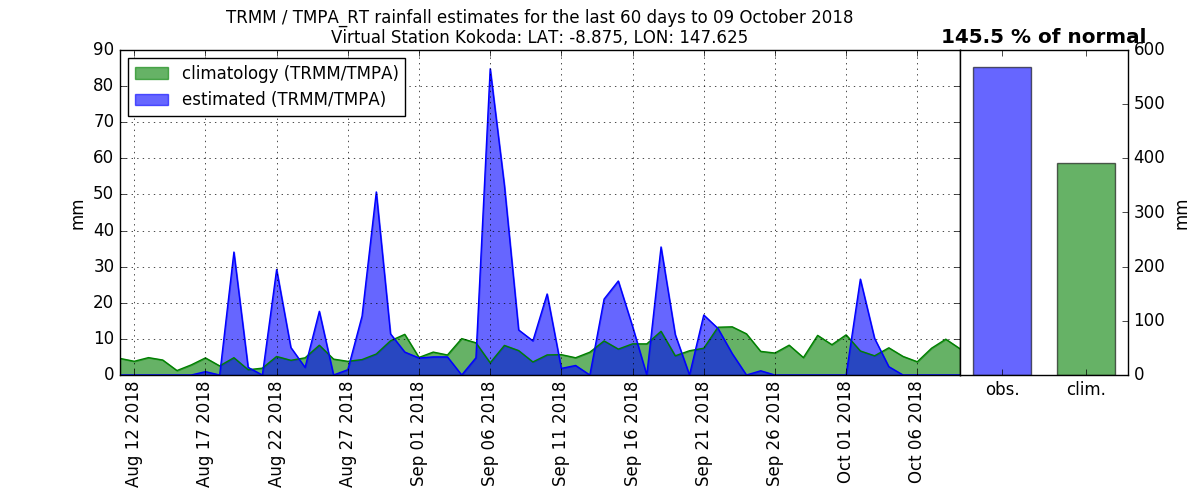 TRMM / TMPA_RT rainfall estimates for the last 60 days to 09 October 2018
Virtual Station Kokoda: LAT: -8.875, LON: 147.625
145.5 % of normal
climatology (TRMM/TMPA)
estimated (TRMM/TMPA)
mm
90
80
70
60
50
40
30
20
10
0
Aug 12 2018
Aug 17 2018
Aug 22 2018
Aug 27 2018
Sep 01 2018
Sep 06 2018
Sep 11 2018
Sep 16 2018
Sep 21 2018
Sep 26 2018
Oct 01 2018
Oct 06 2018
600
500
400
300
200
100
0
mm
obs.
clim.